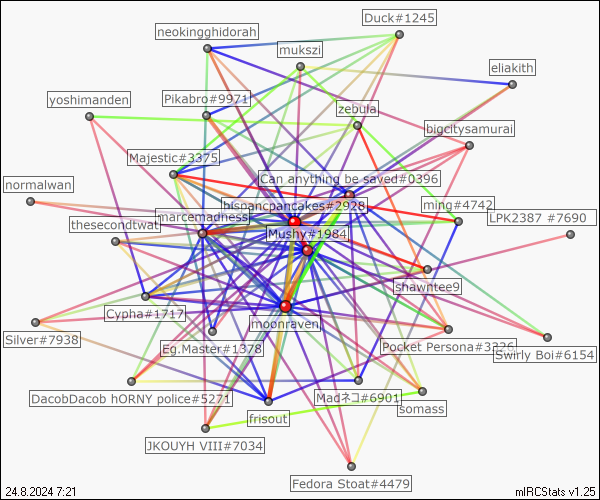 Duck#1245
neokingghidorah
mukszi
eliakith
yoshimanden
Pikabro#9971
zebula
bigcitysamurai
Majestic#3375
Can anything be saved#0396
normalwan
hisnancpancakes#2928
ming#4742
LPK2387 #7690
marcemadness
thesecondtwat
Mushy#1984
shawntee9
Cypha#1717
moonraven
Silver#7938
Eg.Master#1378
Pocket Persona#3326
Swirly Boi#6154
DacobDacob hORNY police#5271
Madネコ#6901
somass
frisout
JKOUYH VIII#7034
Fedora Stoat#4479
24.8.2024 7:21
mIRCStats v1.25